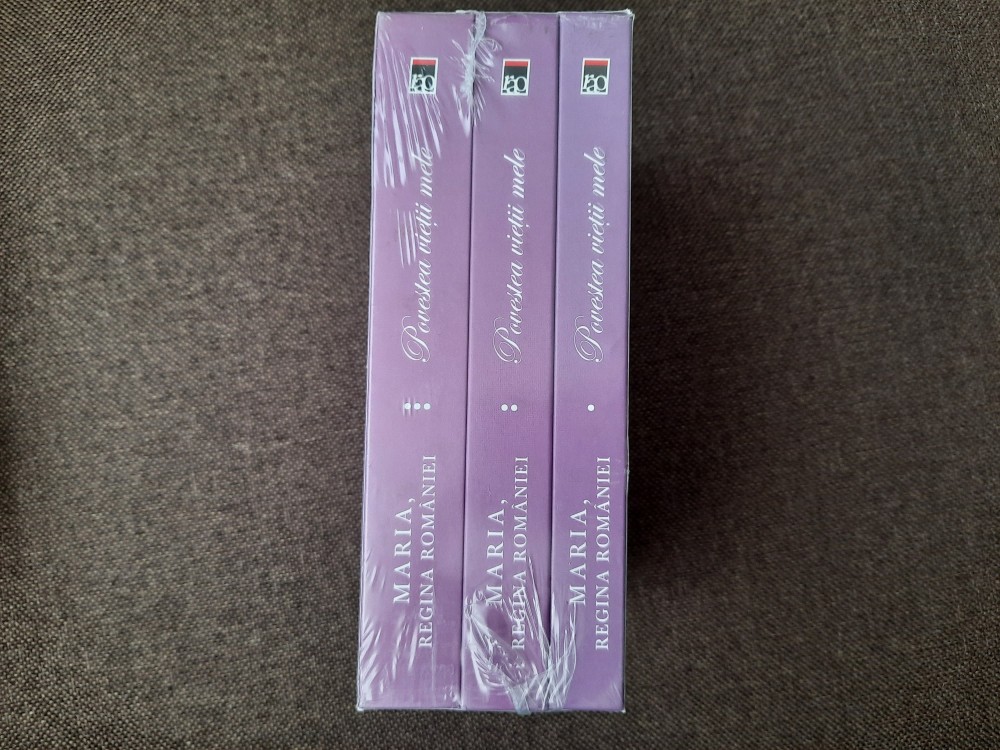 rao
MARIA,
REGINA ROMÂNIEI
Povestea vieții mele
rao
MARIA,
REGINA ROMÂNIEI
Povestea vieții mele
rao
MARIA,
REGINA ROMÂNIEI
Povestea vieții mele